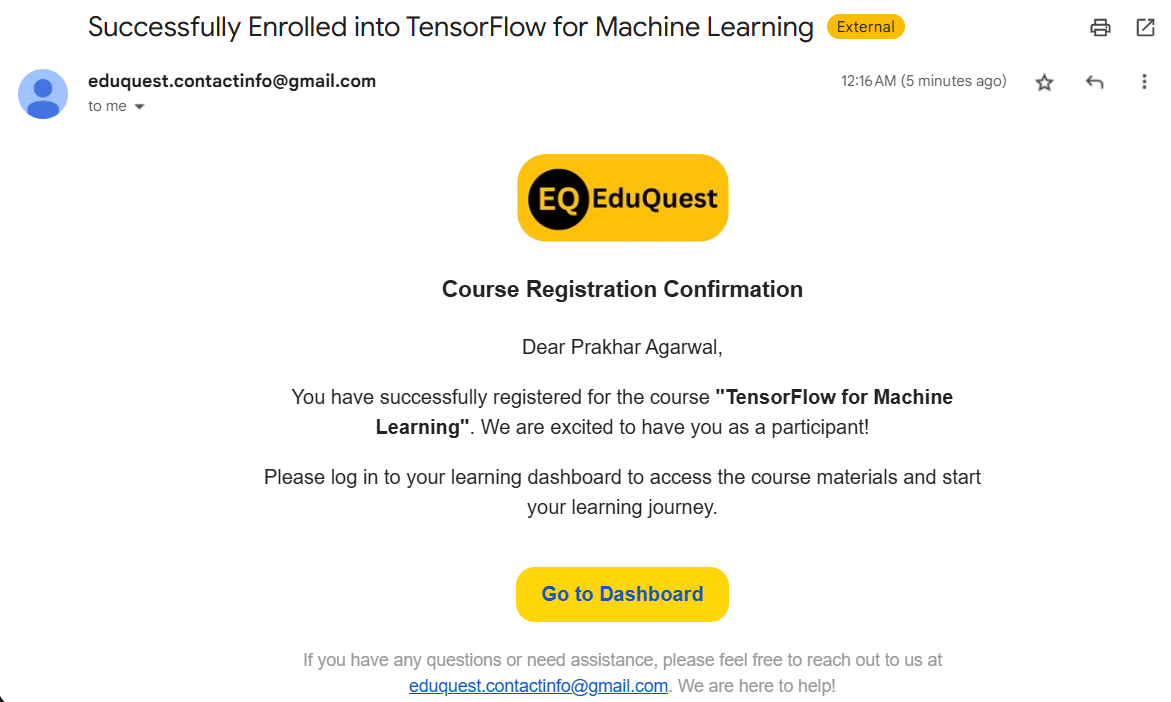 Successfully Enrolled into TensorFlow for Machine Learning External
eduquest.contactinfo@gmail.com 12:16 AM (5 minutes ago)
to me
EQ EduQuest
Course Registration Confirmation
Dear Prakhar Agarwal,
You have successfully registered for the course "TensorFlow for Machine
Learning". We are excited to have you as a participant!
Please log in to your learning dashboard to access the course materials and start
your learning journey.
Go to Dashboard
If you have any questions or need assistance, please feel free to reach out to us at
eduquest.contactinfo@gmail.com. We are here to help!